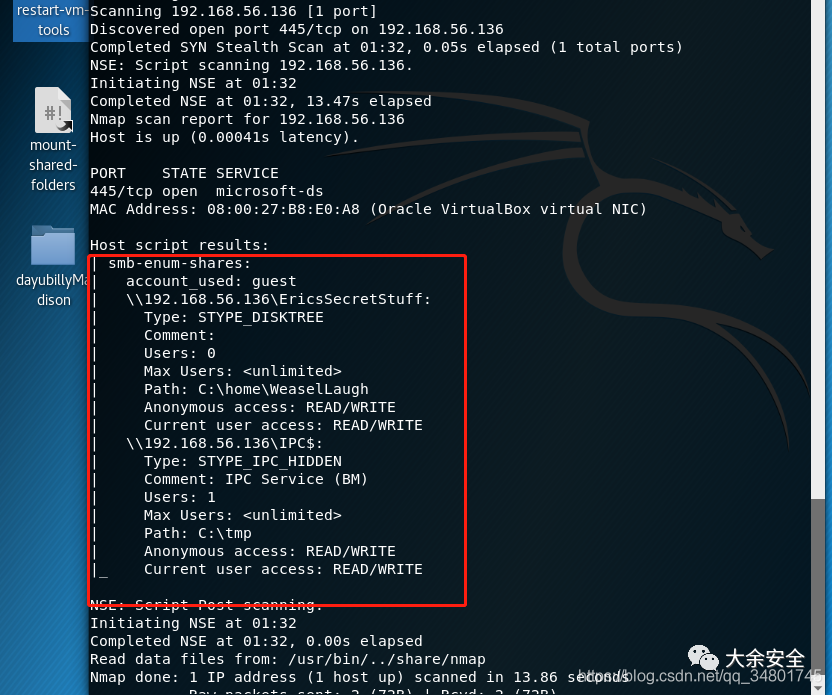 restart-vm-
tools
mount-
shared-
folders
dayubillyMa
dison
Scanning 192.168.56.136 [1 port]
Discovered open port 445/tcp on 192.168.56.136
Completed SYN Stealth Scan at 01:32, 0.05s elapsed (1 total ports)
NSE: Script scanning 192.168.56.136.
Initiating NSE at 01:32
Completed NSE at 01:32, 13.47s elapsed
Nmap scan report for 192.168.56.136
Host is up (0.00041s latency).
PORT    STATE SERVICE
445/tcp open  microsoft-ds
MAC Address: 08:00:27:B8:E0:A8 (Oracle VirtualBox virtual NIC)
Host script results:
| smb-enum-shares:
|   account_used: guest
|   \\192.168.56.136\EricsSecretStuff:
|     Type: STYPE_DISKTREE
|     Comment:
|     Users: 0
|     Max Users: <unlimited>
|     Path: C:\home\WeaselLaugh
|     Anonymous access: READ/WRITE
|     Current user access: READ/WRITE
|   \\192.168.56.136\IPC$:
|     Type: STYPE_IPC_HIDDEN
|     Comment: IPC Service (BM)
|     Users: 1
|     Max Users: <unlimited>
|     Path: C:\tmp
|     Anonymous access: READ/WRITE
|_    Current user access: READ/WRITE
NSE: Script Post-scanning.
Initiating NSE at 01:32
Completed NSE at 01:32, 0.00s elapsed
Read data files from: /usr/bin/../share/nmap
Nmap done: 1 IP address (1 host up) scanned in 13.86 seconds
Raw packets sent: 2 (72B) | Rcvd: 2 (72B)
大余安全
https://blog.csdn.net/qq_34801745